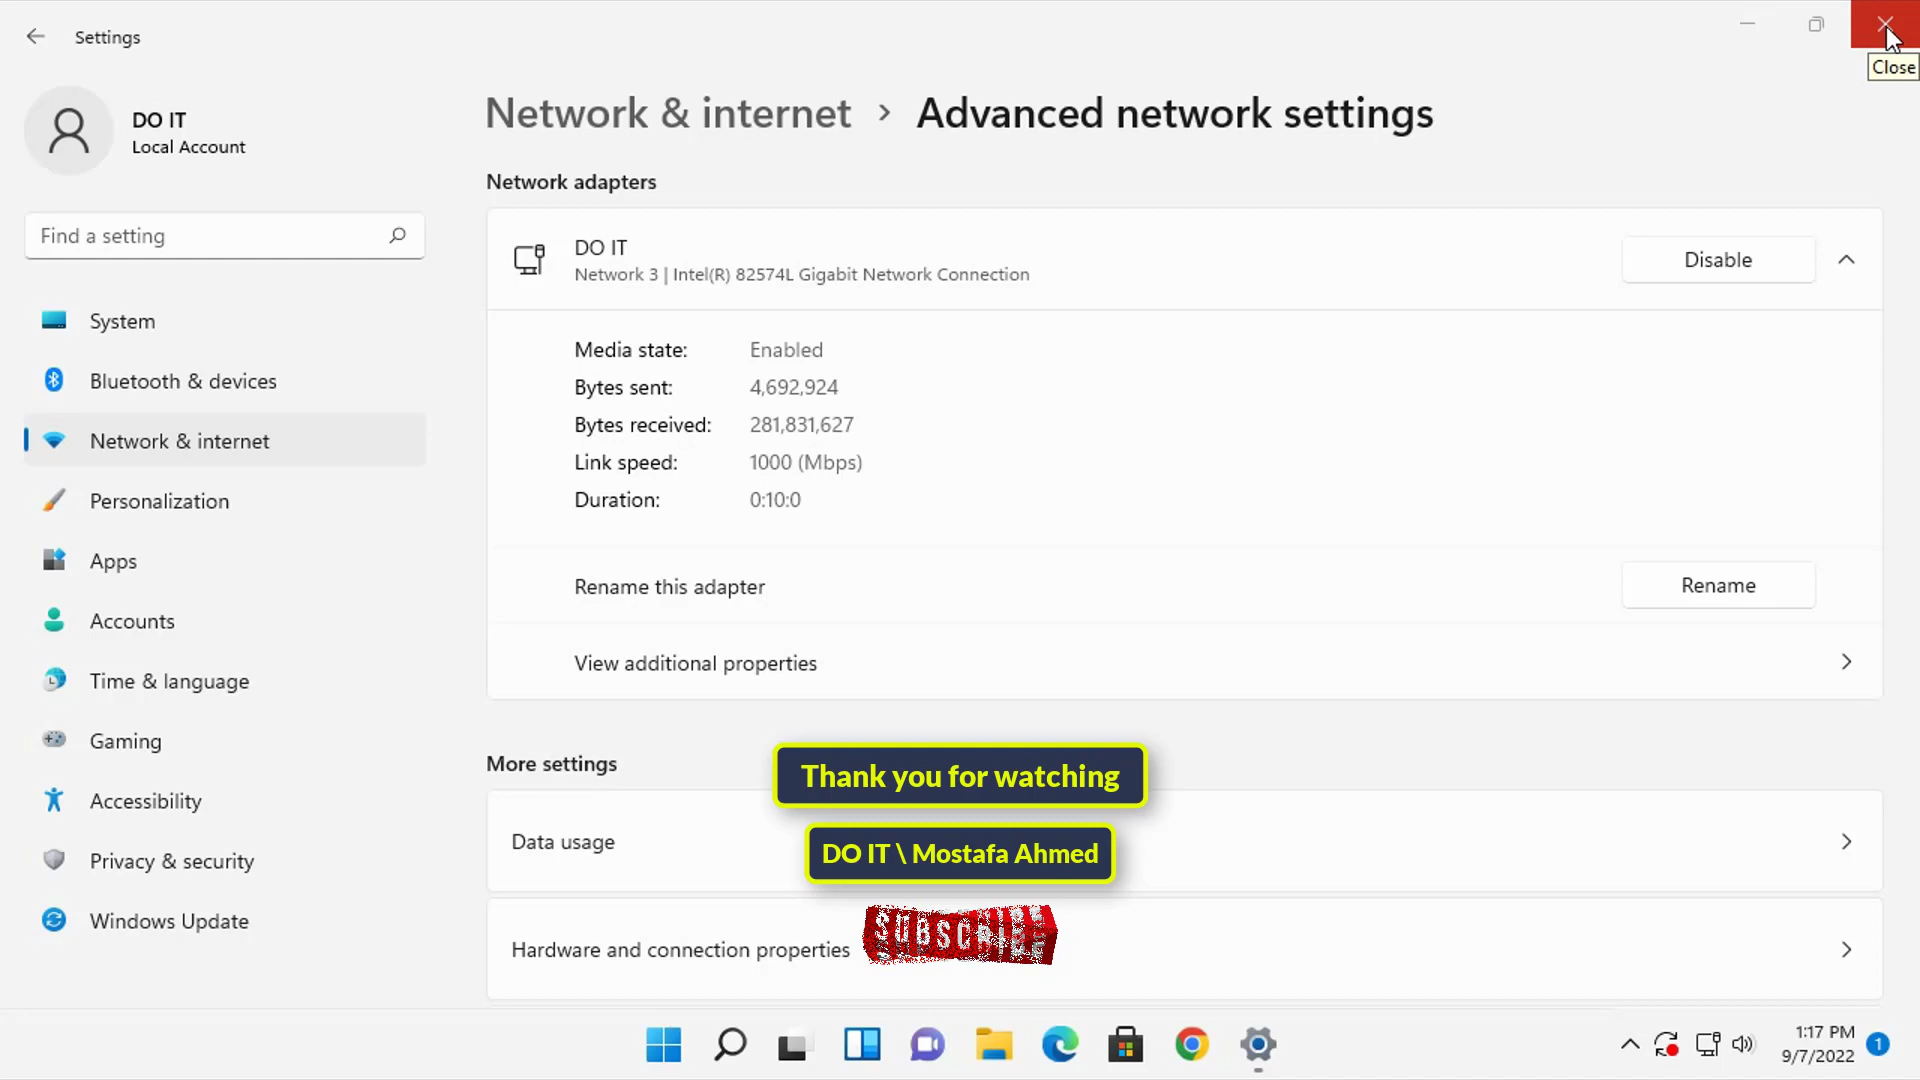 Settings
Close
DO IT
Local Account
Find a setting
System
Bluetooth & devices
Network & internet
Personalization
Apps
Accounts
Time & language
Gaming
Accessibility
Privacy & security
Windows Update
Network & internet > Advanced network settings
Network adapters
DO IT
Network 3 | Intel(R) 82574L Gigabit Network Connection
Disable
Media state: Enabled
Bytes sent: 4,692,924
Bytes received: 281,831,627
Link speed: 1000 (Mbps)
Duration: 0:10:0
Rename this adapter
Rename
View additional properties
More settings
Thank you for watching
Data usage
DO IT \ Mostafa Ahmed
SUBSCRIBE
Hardware and connection properties
1:17 PM
9/7/2022
1